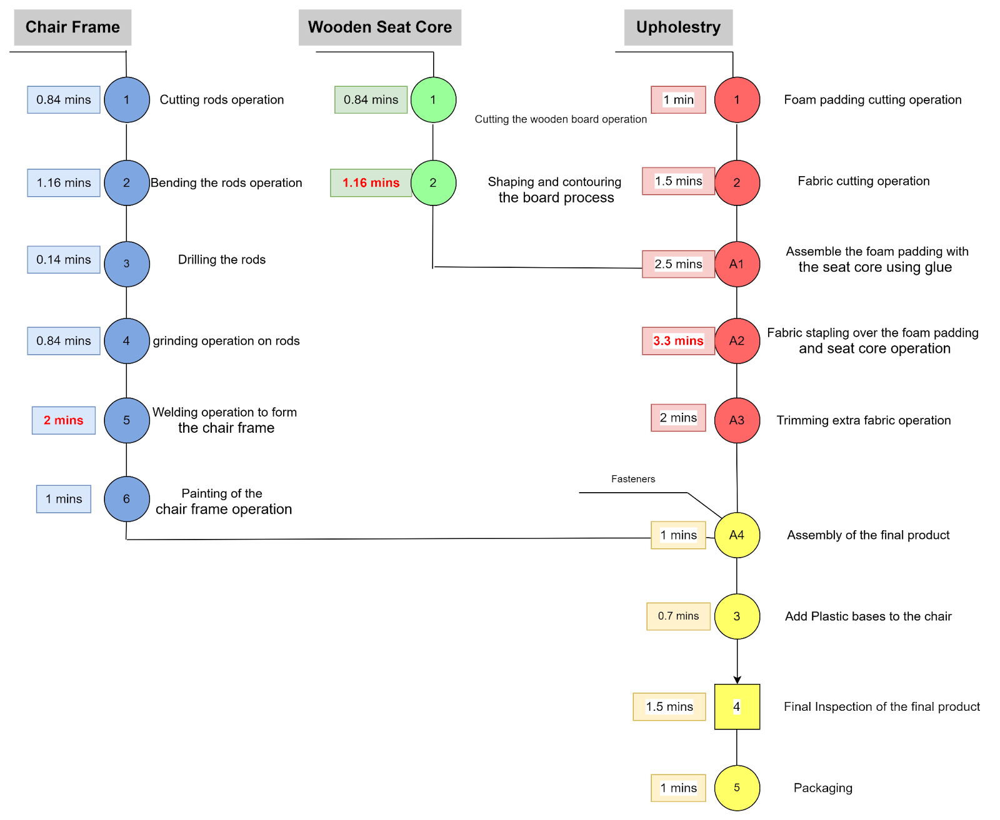 Chair Frame
0.84 mins
1
Cutting rods operation
1.16 mins
2
Bending the rods operation
0.14 mins
3
Drilling the rods
0.84 mins
4
grinding operation on rods
2 mins
5
Welding operation to form
the chair frame
1 mins
6
Painting of the
chair frame operation
Wooden Seat Core
0.84 mins
1
Cutting the wooden board operation
1.16 mins
2
Shaping and contouring
the board process
Upholestry
1 min
1
Foam padding cutting operation
1.5 mins
2
Fabric cutting operation
2.5 mins
A1
Assemble the foam padding with
the seat core using glue
3.3 mins
A2
Fabric stapling over the foam padding
and seat core operation
2 mins
A3
Trimming extra fabric operation
Fasteners
1 mins
A4
Assembly of the final product
0.7 mins
3
Add Plastic bases to the chair
1.5 mins
4
Final Inspection of the final product
1 mins
5
Packaging